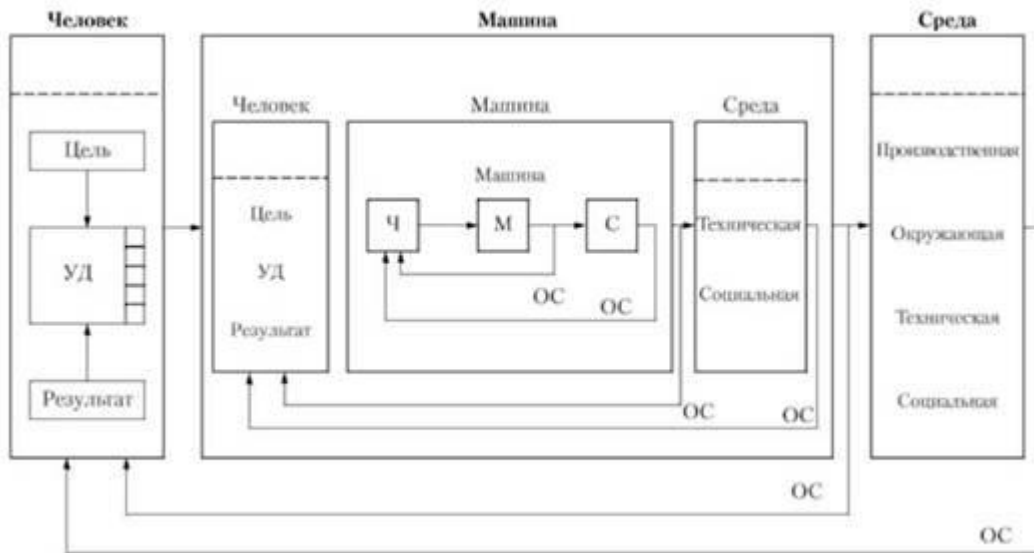 Человек
Машина
Среда
Цель
УД
Результат
Человек
Машина
Среда
Цель
УД
Результат
Машина
Ч
М
С
ОС
ОС
Техническая
Социальная
ОС
ОС
Производственная
Окружающая
Техническая
Социальная
ОС
ОС